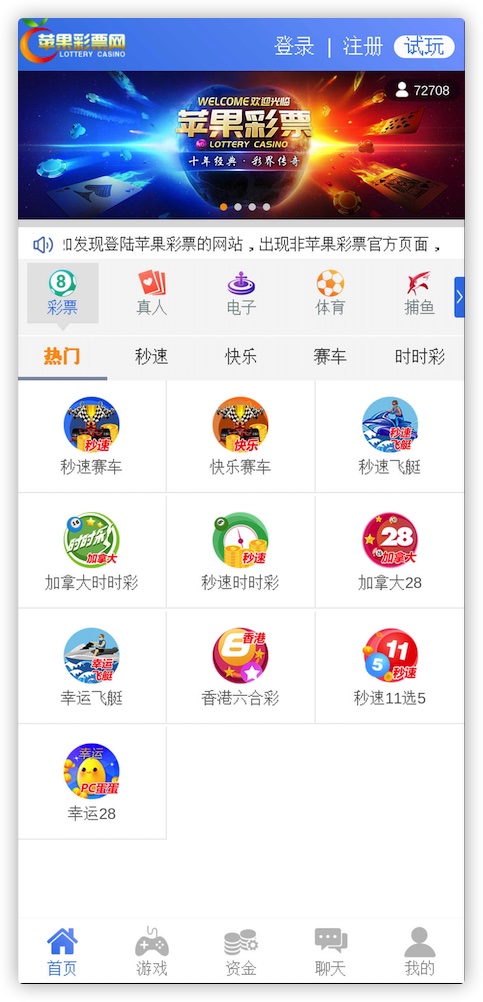 苹果彩票网
LOTTERY CASINO
登录 | 注册 试玩
72708
WELCOME 欢迎光临
苹果彩票
LOTTERY CASINO
十年经典·彩界传奇
如发现登陆苹果彩票的网站，出现非苹果彩票官方页面，
8
彩票 真人 电子 体育 捕鱼
热门 秒速 快乐 赛车 时时彩
秒速 快乐 秒速飞艇
秒速赛车 快乐赛车 秒速飞艇
时时彩 加拿大 秒速 28 加拿大
加拿大时时彩 秒速时时彩 加拿大28
幸运飞艇 6 香港 11 5 秒速
幸运飞艇 香港六合彩 秒速11选5
幸运 PC蛋蛋
幸运28
首页 游戏 资金 聊天 我的